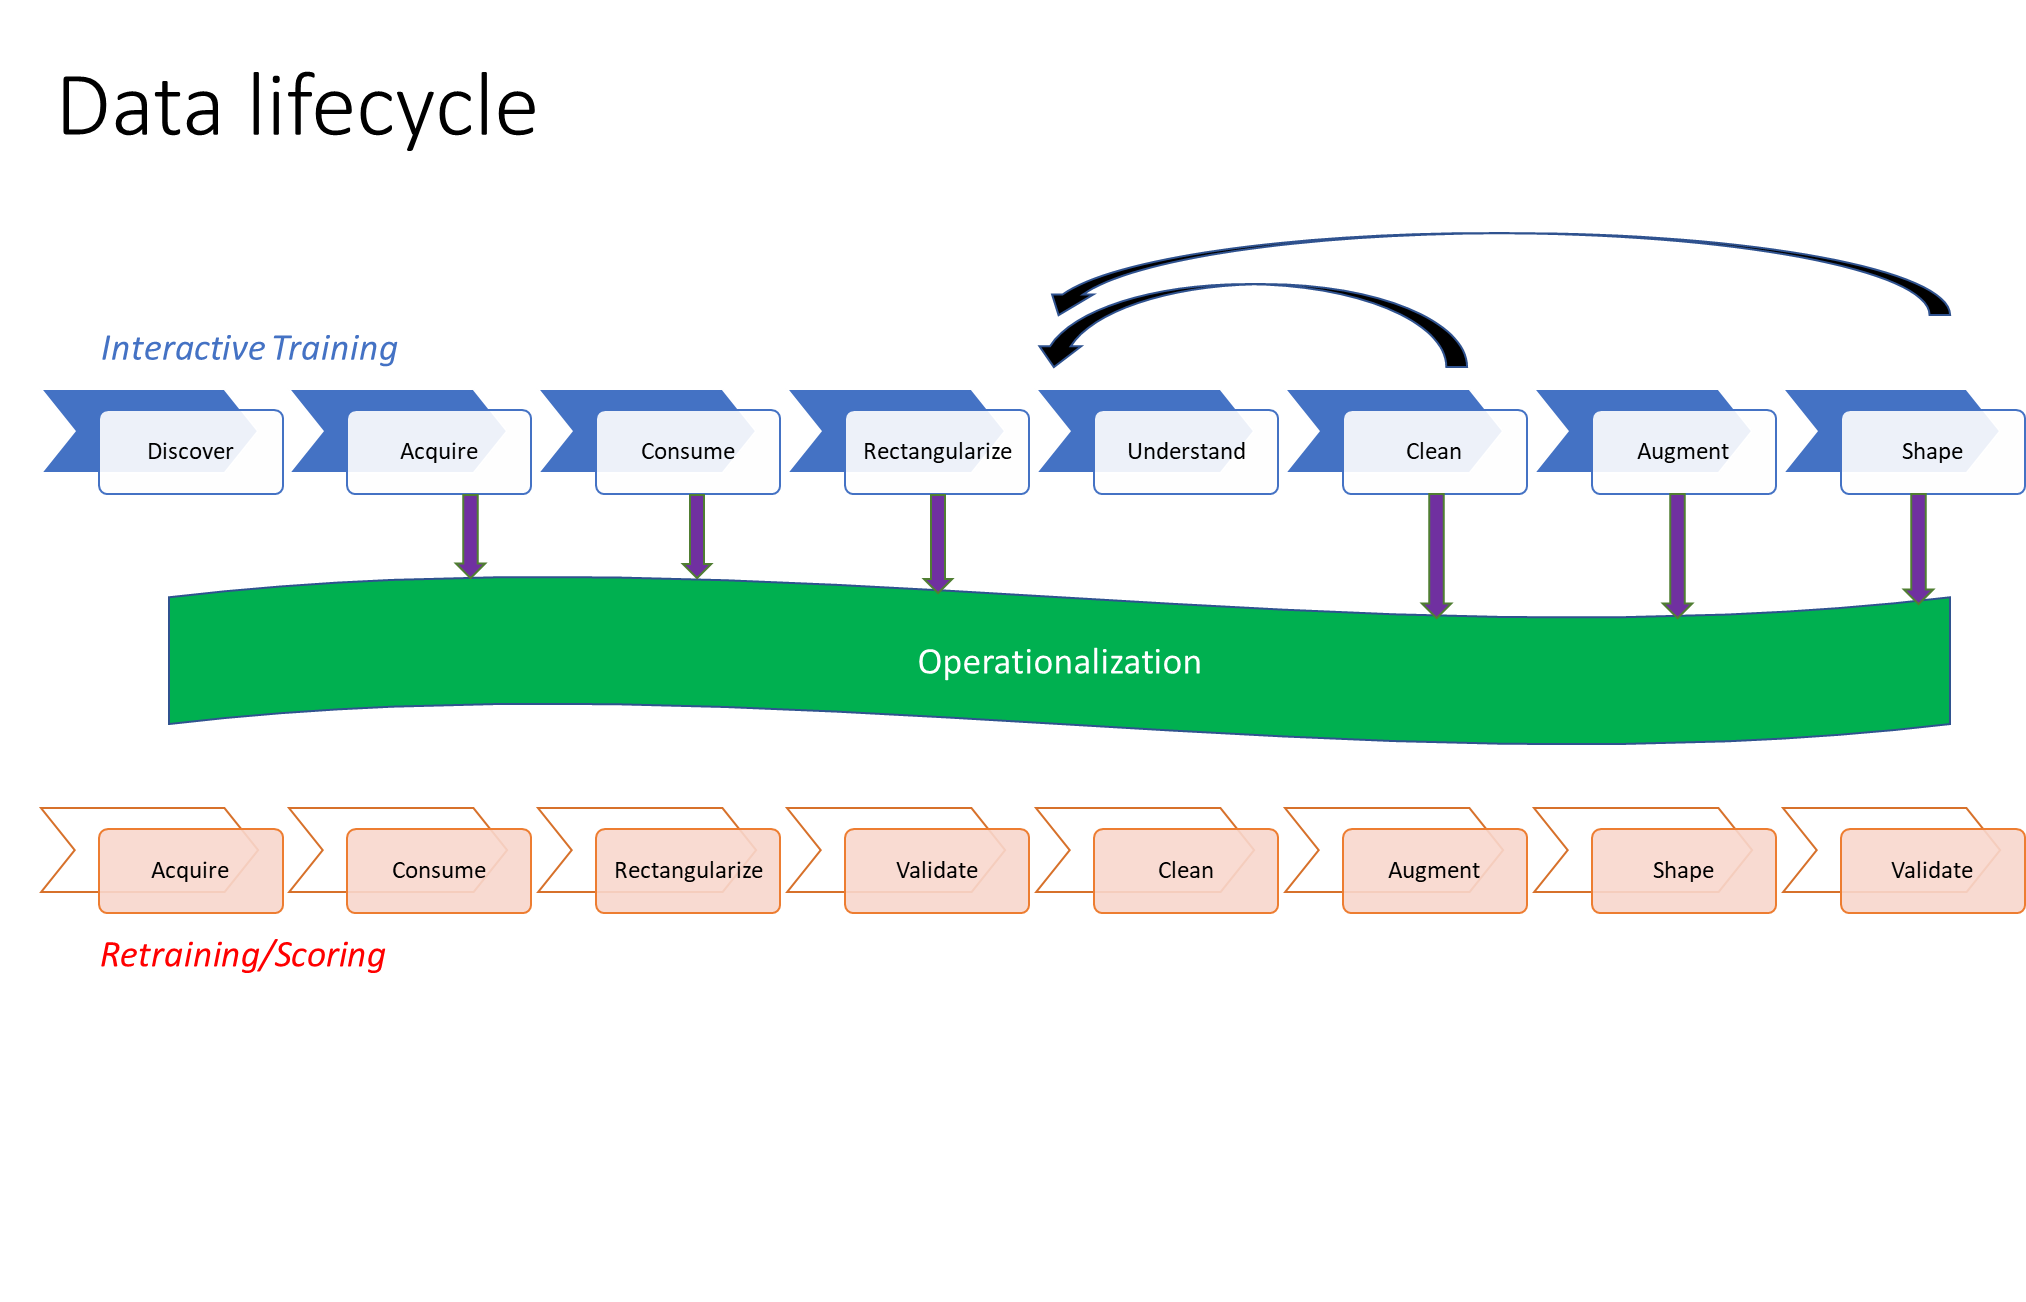 Data lifecycle
Interactive Training
Discover
Acquire
Consume
Rectangularize
Understand
Clean
Augment
Shape
Operationalization
Acquire
Consume
Rectangularize
Validate
Clean
Augment
Shape
Validate
Retraining/Scoring